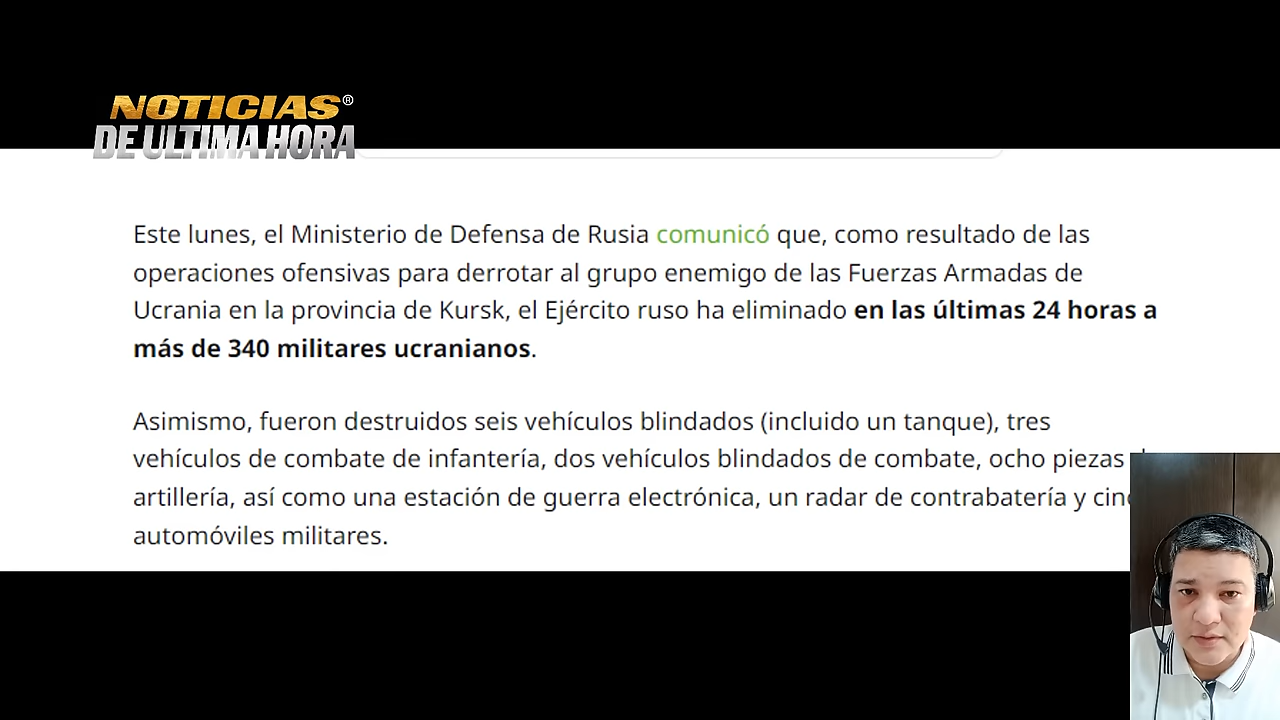 NOTICIAS®
DE ULTIMA HORA
Este lunes, el Ministerio de Defensa de Rusia comunicó que, como resultado de las
operaciones ofensivas para derrotar al grupo enemigo de las Fuerzas Armadas de
Ucrania en la provincia de Kursk, el Ejército ruso ha eliminado en las últimas 24 horas a
más de 340 militares ucranianos.
Asimismo, fueron destruidos seis vehículos blindados (incluido un tanque), tres
vehículos de combate de infantería, dos vehículos blindados de combate, ocho piezas
artillería, así como una estación de guerra electrónica, un radar de contrabatería y
automóviles militares.